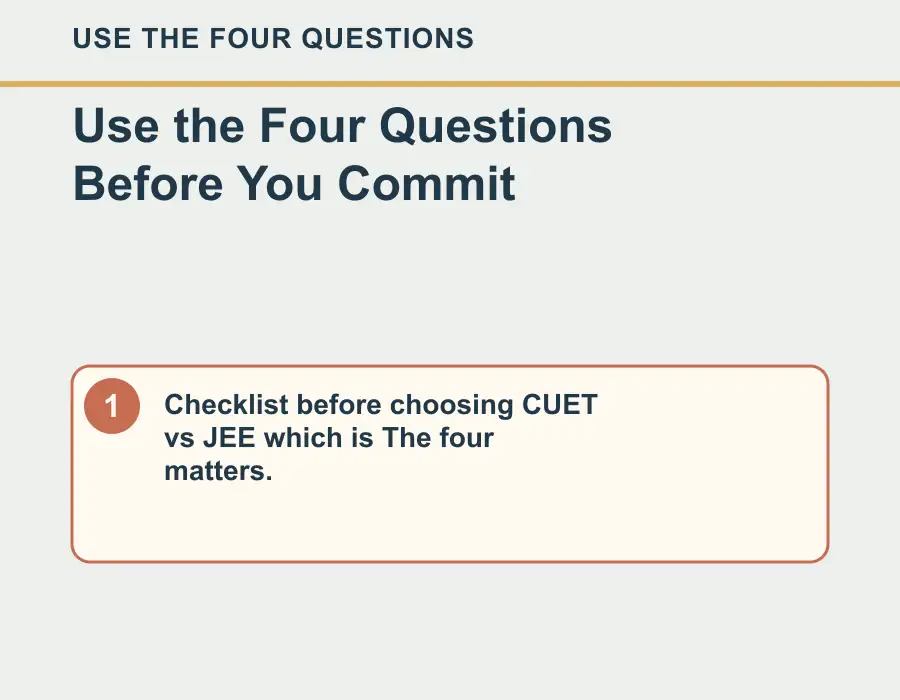 USE THE FOUR QUESTIONS
Use the Four Questions
Before You Commit
1
Checklist before choosing CUET
vs JEE which is The four
matters.